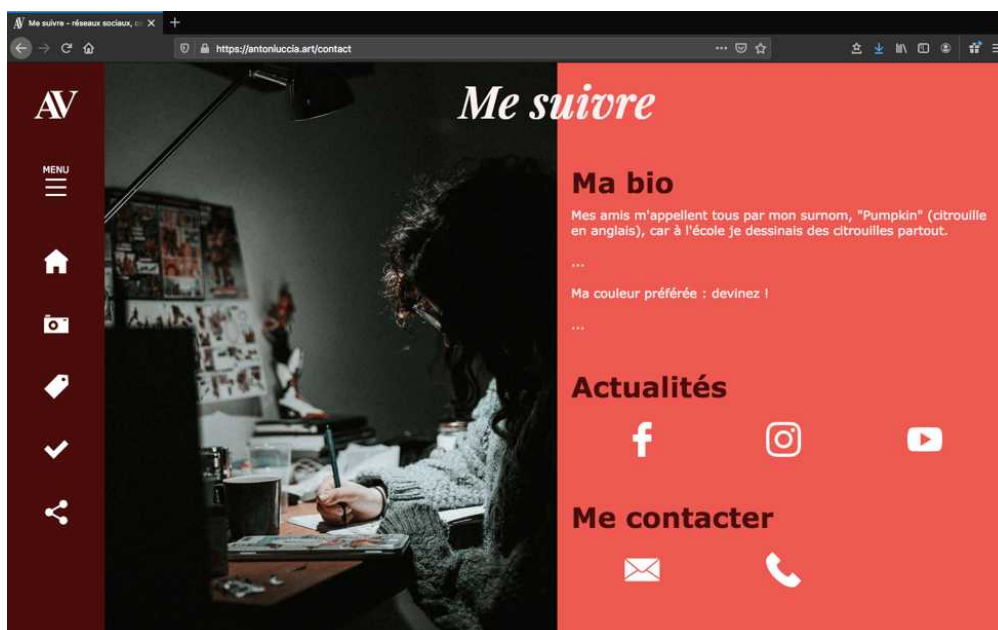 Me suivre - réseaux sociaux, co
https://antoniuccia.art/contact
AV
MENU
Me suivre
Ma bio
Mes amis m'appellent tous par mon surnom, "Pumpkin" (citrouille
en anglais), car à l'école je dessinais des citrouilles partout.
...
Ma couleur préférée : devinez !
...
Actualités
Me contacter